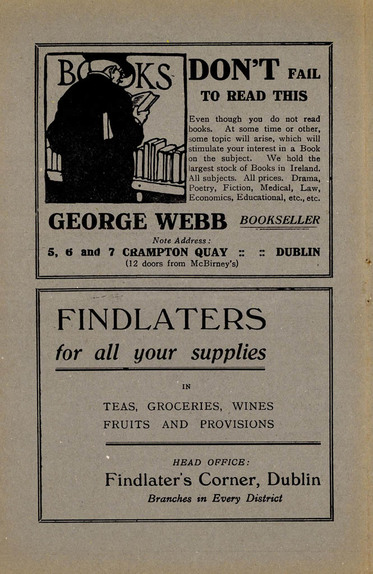 BOOKS
DON'T FAIL
TO READ THIS
Even though you do not read
books. At some time or other,
some topic will arise, which will
stimulate your interest in a Book
on the subject. We hold the
largest stock of Books in Ireland.
All subjects. All prices. Drama,
Poetry, Fiction, Medical, Law,
Economics, Educational, etc., etc.
GEORGE WEBB BOOKSELLER
Note Address:
5, 6 and 7 CRAMPTON QUAY :: :: DUBLIN
(12 doors from McBirney's)
FINDLATERS
for all your supplies
IN
TEAS, GROCERIES, WINES
FRUITS AND PROVISIONS
HEAD OFFICE:
Findlater's Corner, Dublin
Branches in Every District